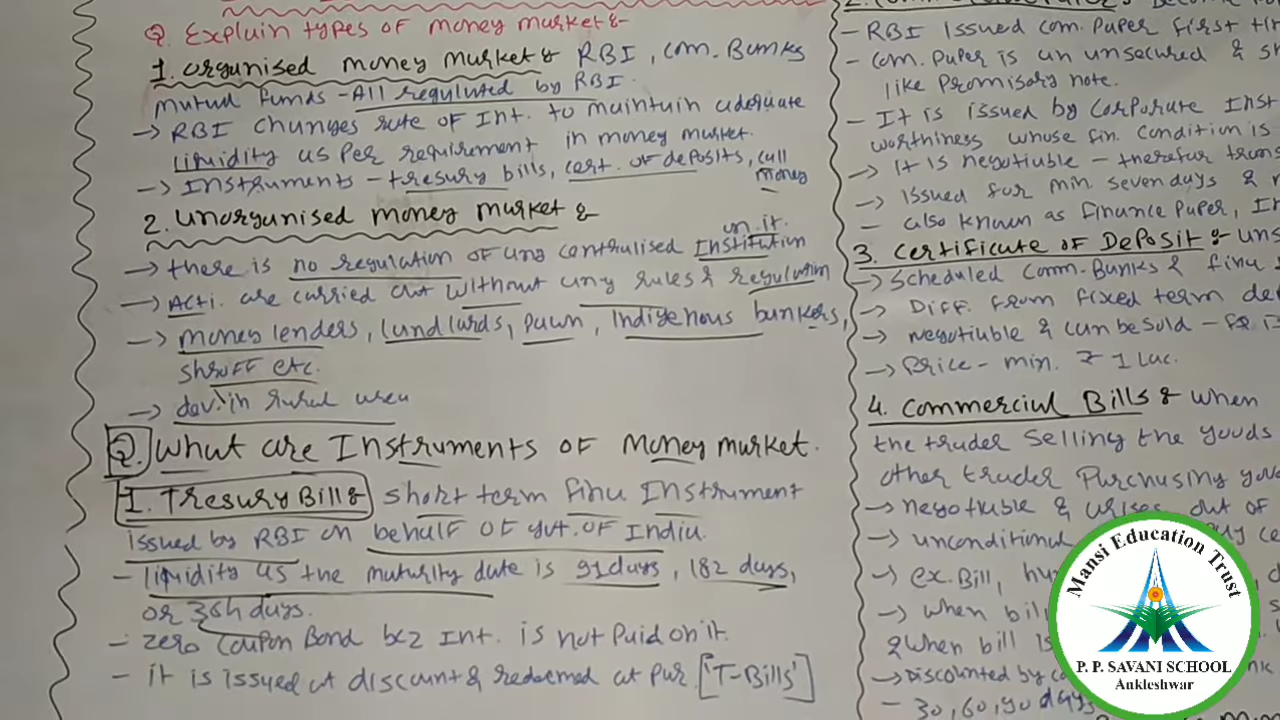 Q. Explain types of money market :-
1. organised money market :- RBI, com. Banks
mutual funds - All regulated by RBI.
→ RBI changes rate of Int. to maintain adequate
liquidity as per requirement in money market.
→ Instruments - tresury bills, cert. of deposits, call
money
2. unorganised money market :-
→ there is no regulation of any centralised Institution
on it.
→ Acti. are carried out without any rules & regulation
→ money lenders, landlords, pawn, Indigenous bankers,
shroff etc.
→ dev. in rural area
Q. What are Instruments of Money market.
1. Tresury Bill :- short term fina Instrument
issued by RBI on behalf of gvt. of India.
- liquidity as the maturity date is 91 days, 182 days,
or 364 days.
- zero coupon Bond bcz Int. is not paid on it.
- it is issued at discount & redeemed at par ['T-Bills']
- RBI issued com. paper first
- com. paper is an unsecured &
like promisory note.
- It is issued by corporate Inst
worthiness whose fin. condition is
→ It is negotiable - therefor
→ issued for min. seven days &
- also known as finance paper,
3. Certificate of Deposit :-
→ Scheduled Comm. Banks &
→ Diff. from fixed term
→ negotiable & can be sold -
→ Price - min. ₹ 1 Lac.
4. Commercial Bills :- when
the trader selling the goods
other trader purchasing
→ negotiable & arises out of
→ unconditional
→ ex. Bill,
→ when
& when bill
→ Discounted by
- 30, 60, 90 days
Mansi Education Trust
P. P. SAVANI SCHOOL
Ankleshwar